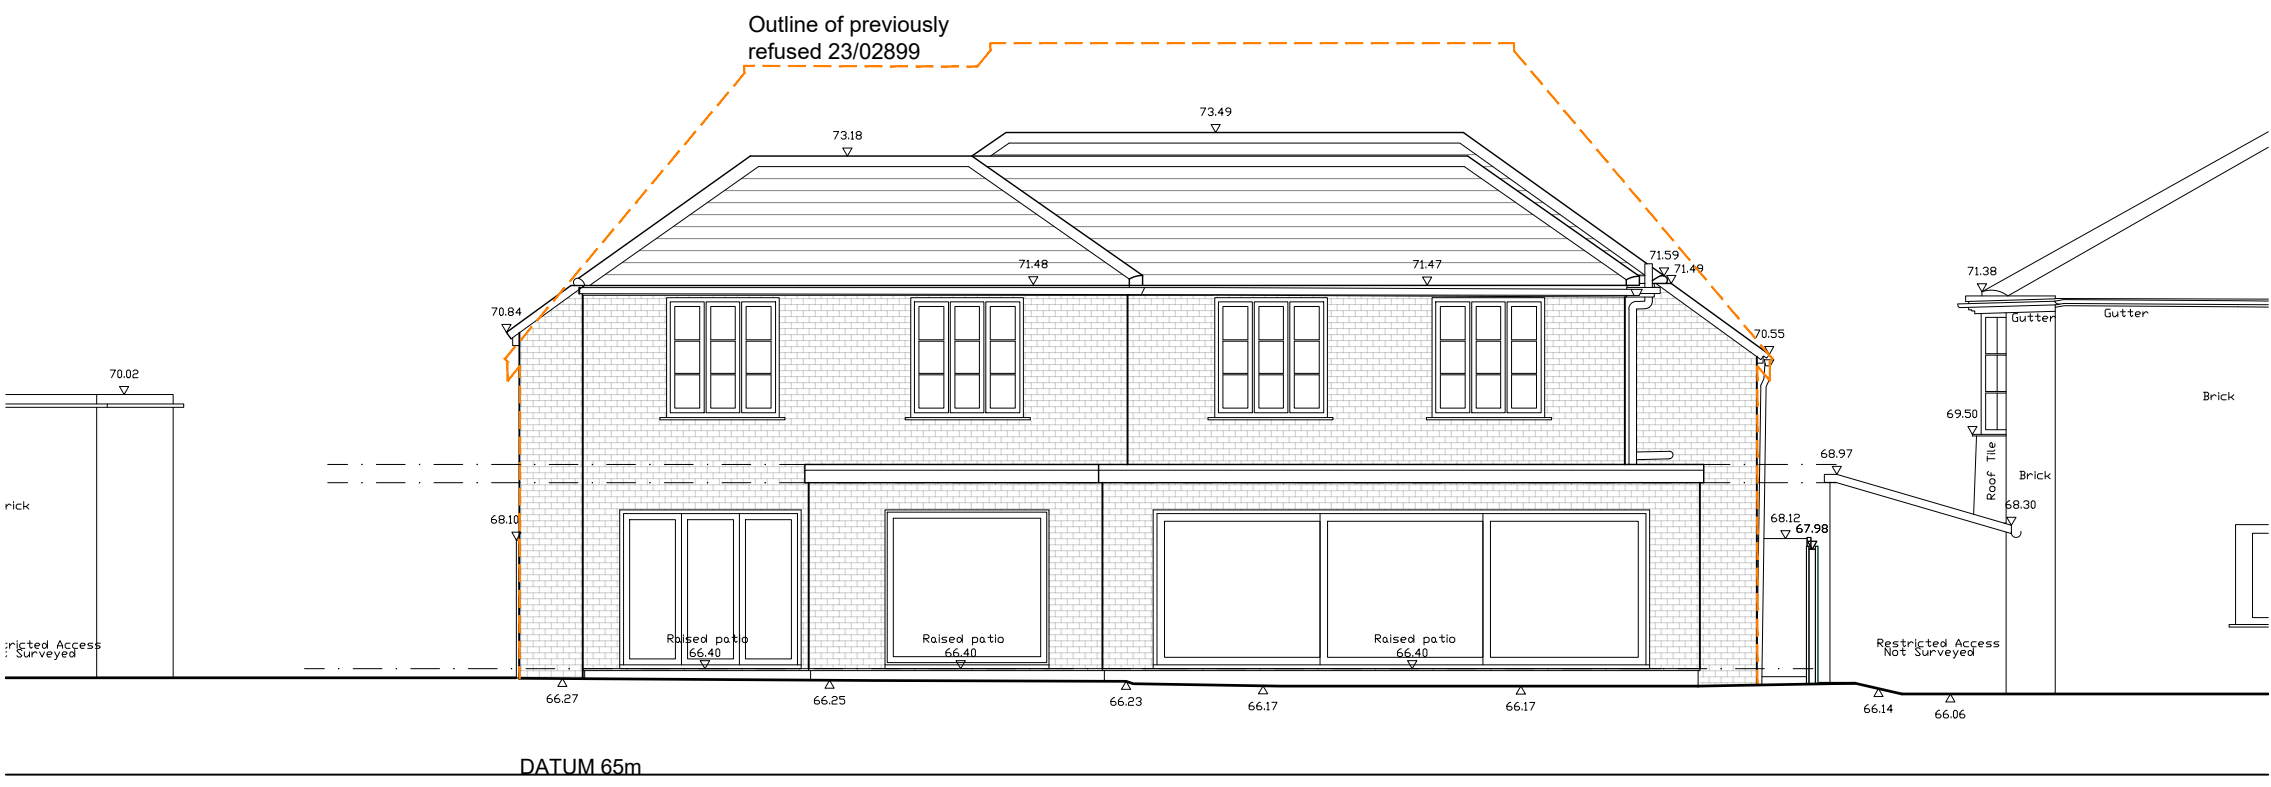 Outline of previously
refused 23/02899
73.49
73.18
71.59
71.49
71.48
71.47
71.38
70.84
Gutter
Gutter
70.55
70.02
Brick
69.50
68.97
Roof Tile
Brick
rick
68.10
68.12
67.98
68.30
Raised patio
66.40
Raised patio
66.40
Raised patio
66.40
tricted Access
Surveyed
Restricted Access
Not Surveyed
66.27
66.25
66.23
66.17
66.17
66.14
66.06
DATUM 65m